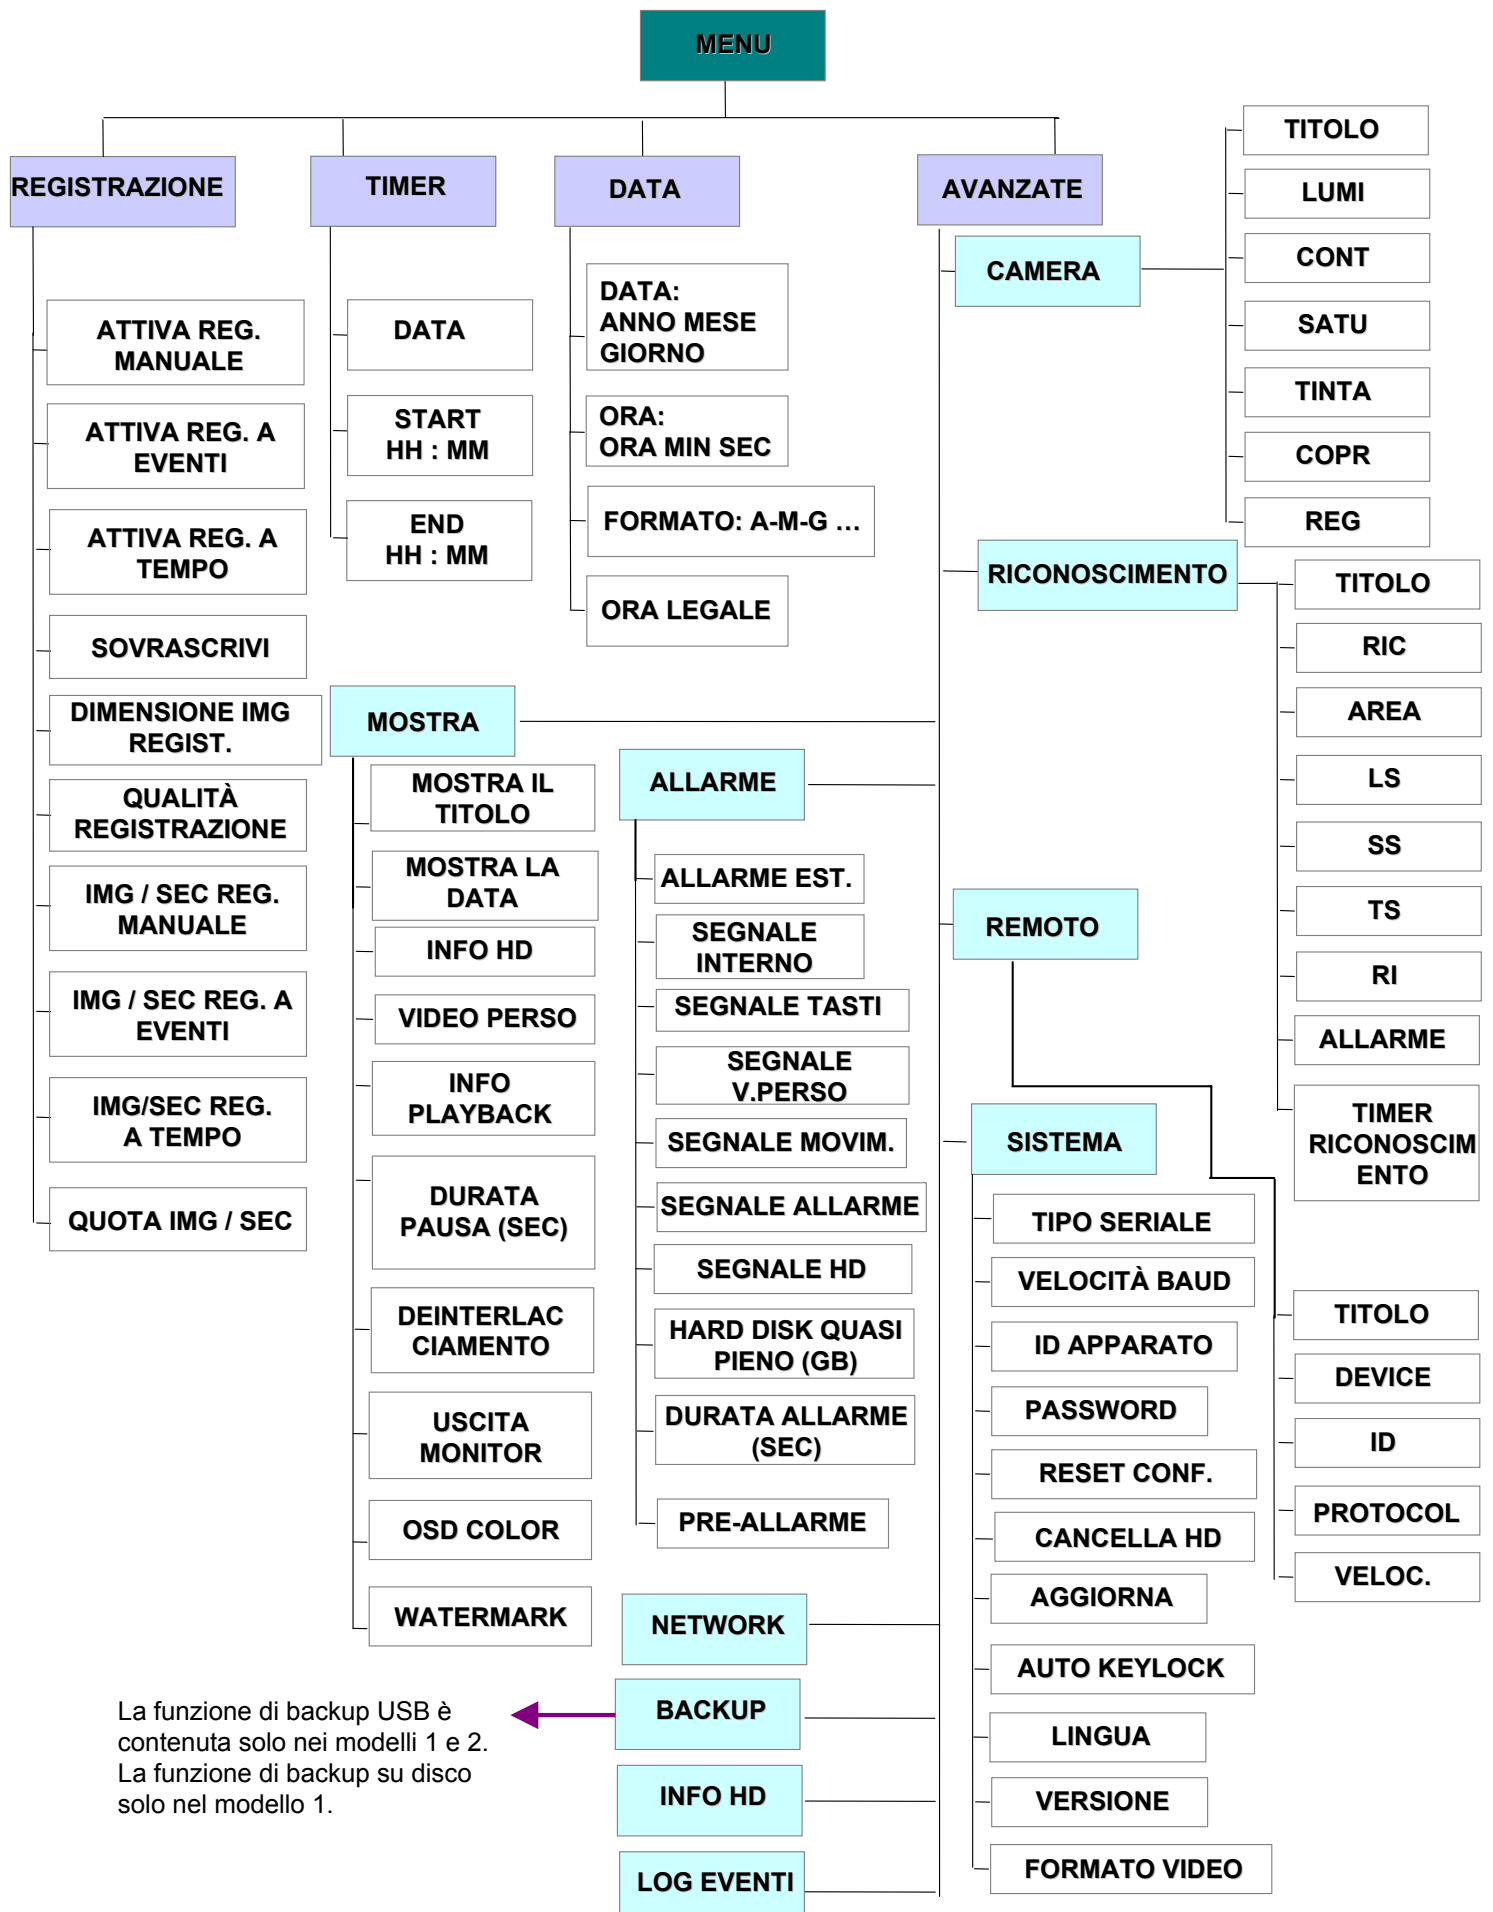 MENU
REGISTRAZIONE
ATTIVA REG.
MANUALE
ATTIVA REG. A
EVENTI
ATTIVA REG. A
TEMPO
SOVRASCRIVI
DIMENSIONE IMG
REGIST.
QUALITÀ
REGISTRAZIONE
IMG / SEC REG.
MANUALE
IMG / SEC REG. A
EVENTI
IMG/SEC REG.
A TEMPO
QUOTA IMG / SEC
TIMER
DATA
START
HH : MM
END
HH : MM
DATA
DATA:
ANNO MESE
GIORNO
ORA:
ORA MIN SEC
FORMATO: A-M-G …
ORA LEGALE
AVANZATE
CAMERA
TITOLO
LUMI
CONT
SATU
TINTA
COPR
REG
RICONOSCIMENTO
TITOLO
RIC
AREA
LS
SS
TS
RI
ALLARME
TIMER
RICONOSCIM
ENTO
MOSTRA
MOSTRA IL
TITOLO
MOSTRA LA
DATA
INFO HD
VIDEO PERSO
INFO
PLAYBACK
DURATA
PAUSA (SEC)
DEINTERLAC
CIAMENTO
USCITA
MONITOR
OSD COLOR
WATERMARK
ALLARME
ALLARME EST.
SEGNALE
INTERNO
SEGNALE TASTI
SEGNALE
V.PERSO
SEGNALE MOVIM.
SEGNALE ALLARME
SEGNALE HD
HARD DISK QUASI
PIENO (GB)
DURATA ALLARME
(SEC)
PRE-ALLARME
REMOTO
TITOLO
DEVICE
ID
PROTOCOL
VELOC.
SISTEMA
TIPO SERIALE
VELOCITÀ BAUD
ID APPARATO
PASSWORD
RESET CONF.
CANCELLA HD
AGGIORNA
AUTO KEYLOCK
LINGUA
VERSIONE
FORMATO VIDEO
NETWORK
BACKUP
La funzione di backup USB è
contenuta solo nei modelli 1 e 2.
La funzione di backup su disco
solo nel modello 1.
INFO HD
LOG EVENTI